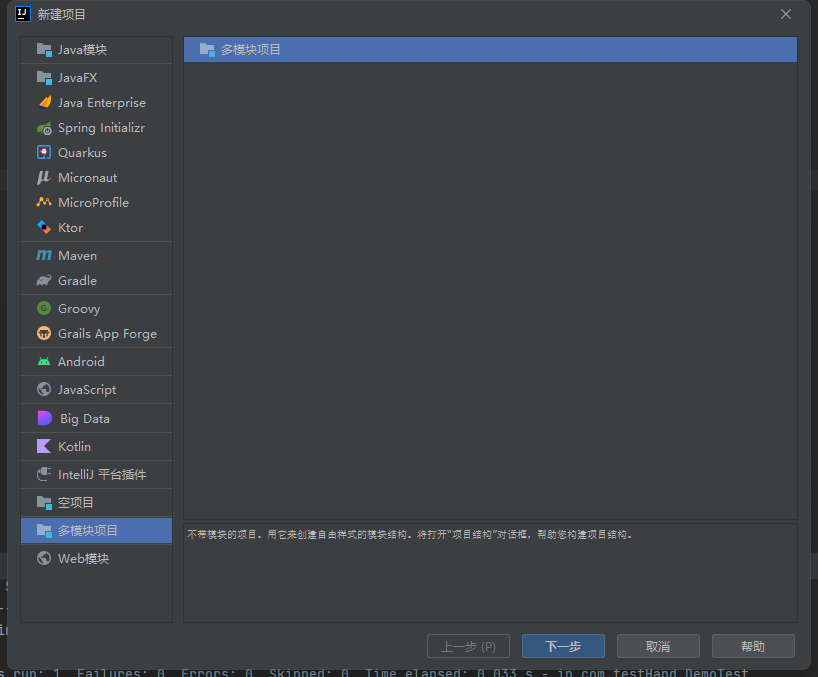 新建项目
Java模块
JavaFX
Java Enterprise
Spring Initializr
Quarkus
Micronaut
MicroProfile
Ktor
Maven
Gradle
Groovy
Grails App Forge
Android
JavaScript
Big Data
Kotlin
IntelliJ 平台插件
空项目
多模块项目
Web模块
多模块项目
不带模块的项目。用它来创建自由样式的模块结构。将打开“项目结构”对话框，帮助您构建项目结构。
上一步 (P)
下一步
取消
帮助
s run: 1, Failures: 0, Errors: 0, Skipped: 0, Time elapsed: 0.033 s - in com.testHand.DemoTest